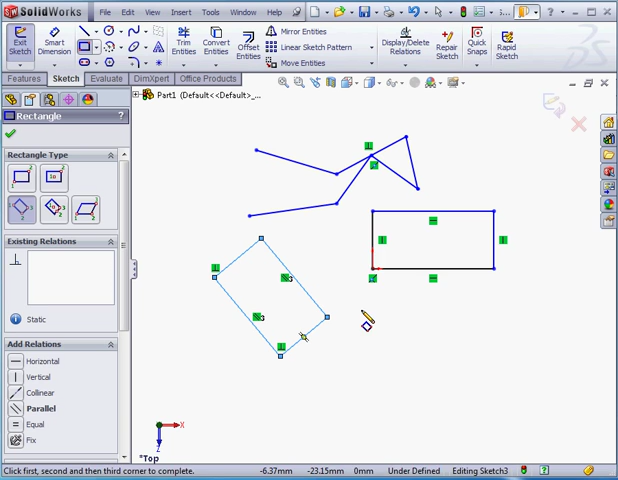 SW SolidWorks
File Edit View Insert Tools Window Help
Exit Sketch
Smart Dimension
Trim Entities
Convert Entities
Offset Entities
Mirror Entities
Linear Sketch Pattern
Move Entities
Display/Delete Relations
Repair Sketch
Quick Snaps
Rapid Sketch
Features Sketch Evaluate DimXpert Office Products
Part1 (Default<<Default>_...
Rectangle ?
Rectangle Type
Existing Relations
Static
Add Relations
Horizontal
Vertical
Collinear
Parallel
Equal
Fix
X
Z
*Top
Click first, second and then third corner to complete. -6.37mm -23.15mm 0mm Under Defined Editing Sketch3